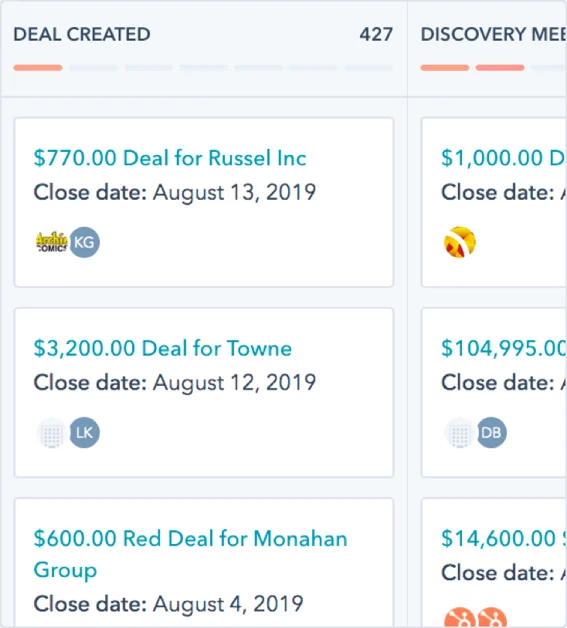 DEAL CREATED 427
$770.00 Deal for Russel Inc
Close date: August 13, 2019
Archie
COMICS
KG
$3,200.00 Deal for Towne
Close date: August 12, 2019
LK
$600.00 Red Deal for Monahan
Group
Close date: August 4, 2019
DISCOVERY MEE
$1,000.00 D
Close date: A
$104,995.00
Close date: A
DB
$14,600.00 S
Close date: A